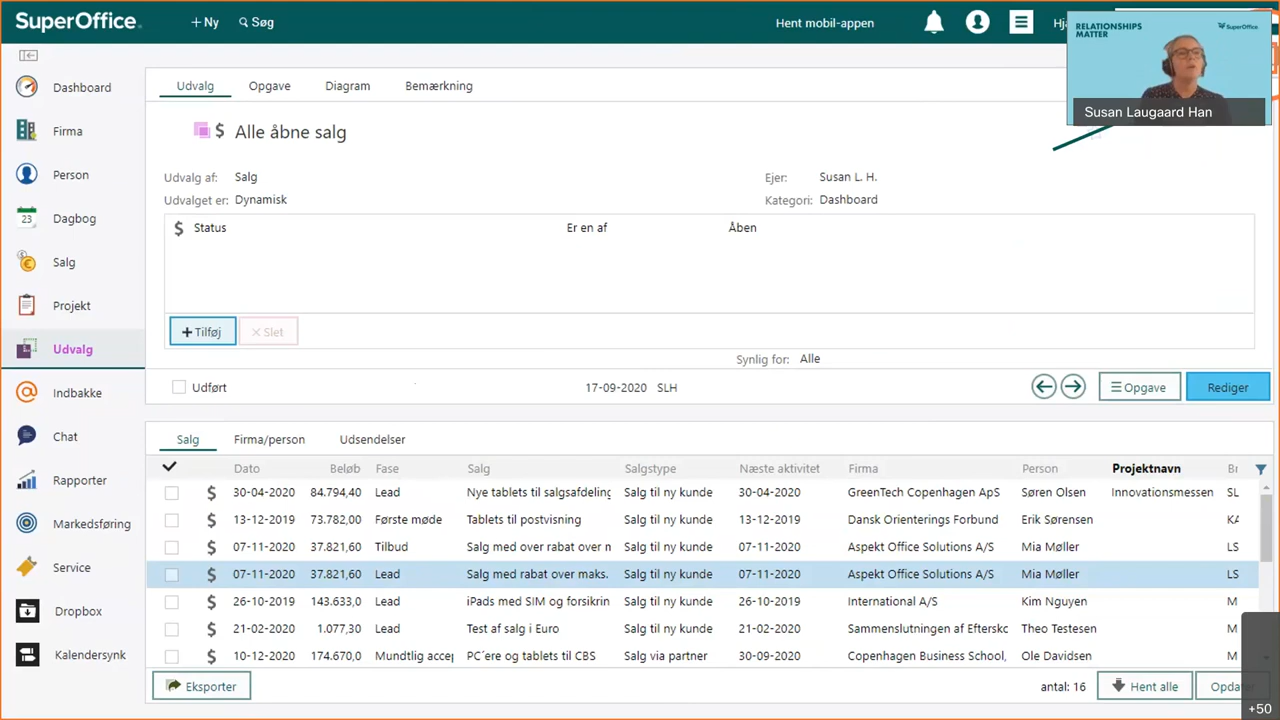 SuperOffice.
+ Ny
Søg
Hent mobil-appen
Hj
RELATIONSHIPS
MATTER
SuperOffice
Susan Laugaard Han
Dashboard
Firma
Person
23
Dagbog
Salg
Projekt
Udvalg
Indbakke
Chat
Rapporter
Markedsføring
Service
Dropbox
Kalendersynk
Udvalg Opgave Diagram Bemærkning
$ Alle åbne salg
Udvalg af: Salg
Ejer: Susan L. H.
Udvalget er: Dynamisk
Kategori: Dashboard
$ Status Er en af Åben
+ Tilføj
× Slet
Synlig for: Alle
Udført
17-09-2020 SLH
Opgave
Rediger
Salg Firma/person Udsendelser
Dato Beløb Fase Salg Salgstype Næste aktivitet Firma Person Projektnavn Br
$ 30-04-2020 84.794,40 Lead Nye tablets til salgsafdeling Salg til ny kunde 30-04-2020 GreenTech Copenhagen ApS Søren Olsen Innovationsmessen SL
$ 13-12-2019 73.782,00 Første møde Tablets til postvisning Salg til ny kunde 13-12-2019 Dansk Orienterings Forbund Erik Sørensen KA
$ 07-11-2020 37.821,60 Tilbud Salg med over rabat over m Salg til ny kunde 07-11-2020 Aspekt Office Solutions A/S Mia Møller LS
$ 07-11-2020 37.821,60 Lead Salg med rabat over maks. Salg til ny kunde 07-11-2020 Aspekt Office Solutions A/S Mia Møller LS
$ 26-10-2019 143.633,0 Lead iPads med SIM og forsikrin Salg til ny kunde 26-10-2019 International A/S Kim Nguyen M
$ 21-02-2020 1.077,30 Lead Test af salg i Euro Salg til ny kunde 21-02-2020 Sammenslutningen af Eftersko Theo Testesen M
$ 10-12-2020 174.670,0 Mundtlig accep PC´ere og tablets til CBS Salg via partner 30-09-2020 Copenhagen Business School, Ole Davidsen M
Eksporter
antal: 16
Hent alle
Opdater
+50